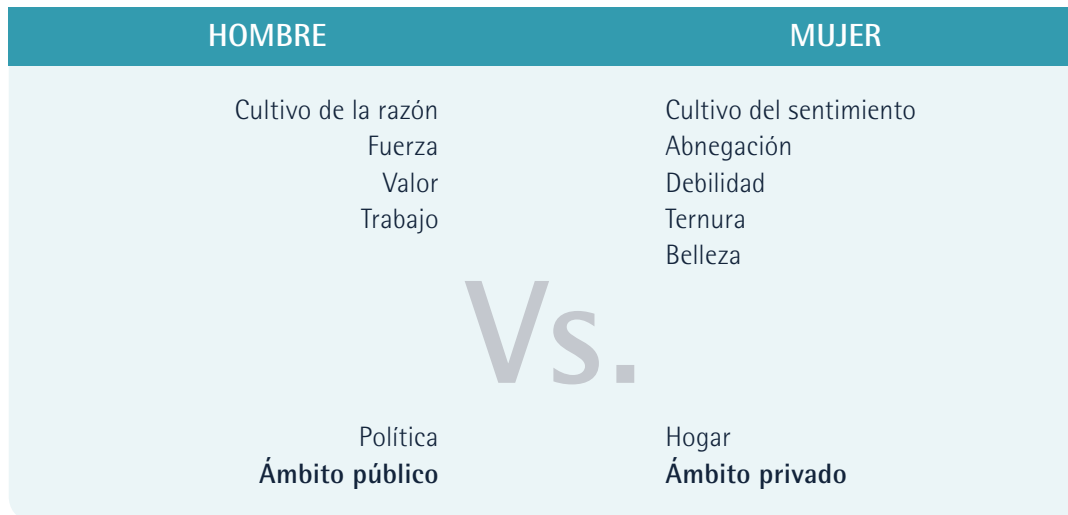 HOMBRE
MUJER
Cultivo de la razón
Fuerza
Valor
Trabajo
Cultivo del sentimiento
Abnegación
Debilidad
Ternura
Belleza
Vs.
Política
Ámbito público
Hogar
Ámbito privado